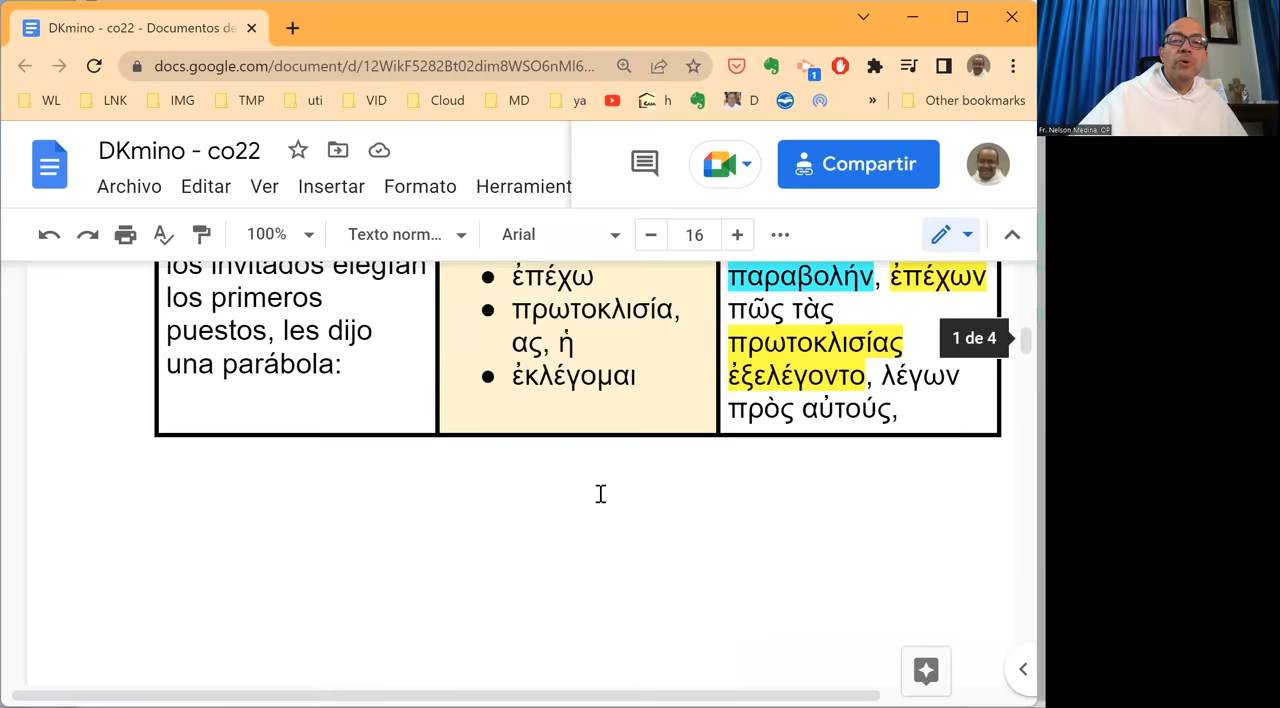 DKmino - co22 - Documentos de
docs.google.com/document/d/12WikF5282Bt02dtn8WSO6nMl6...
1
WL
LNK
IMG
TMP
uti
VID
Cloud
MD
ya
h
D
»
Other bookmarks
DKmino - co22
Archivo Editar Ver Insertar Formato Herramient
Compartir
100%
Texto norm...
Arial
16
los invitados elegían
los primeros
puestos, les dijo
una parábola:
ἐπέχω
πρωτοκλισία,
ας, ἡ
ἐκλέγομαι
παραβολήν, ἐπέχων
πῶς τὰς
πρωτοκλισίας
ἐξελέγοντο, λέγων
πρὸς αὐτούς,
1 de 4
Fr. Nelson Medina, OP